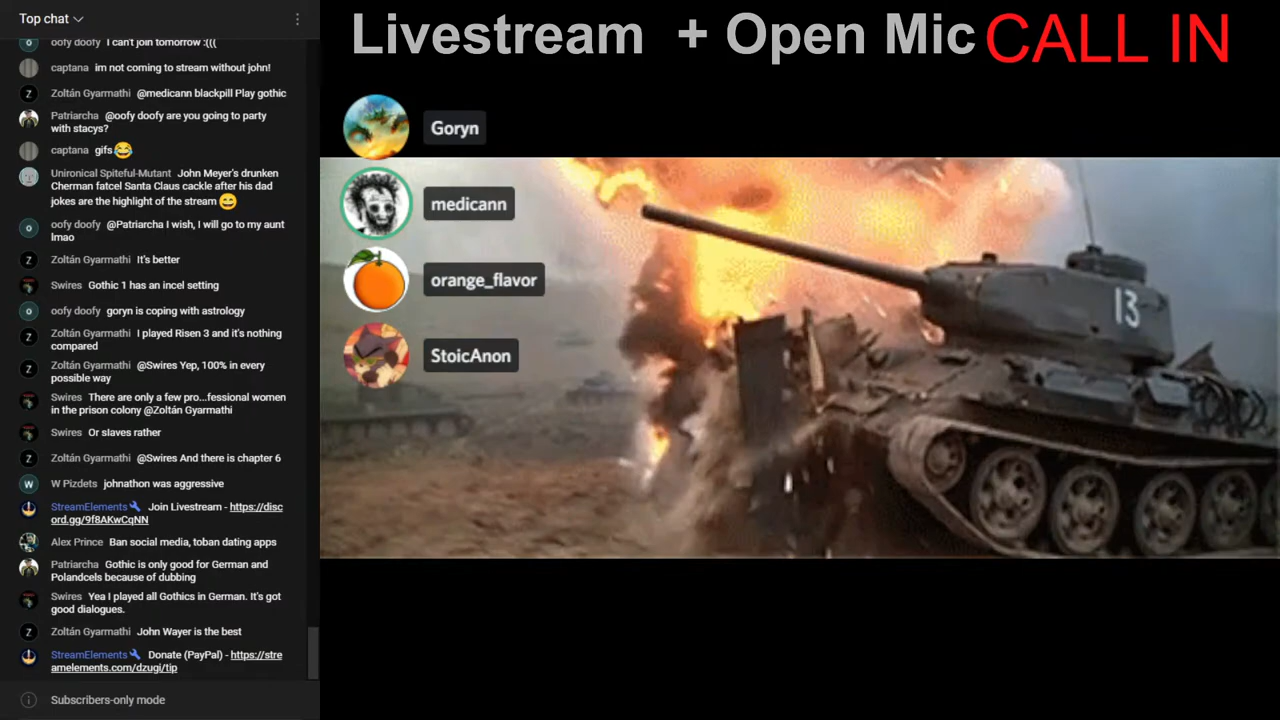 Top chat
oofy doofy I can't join tomorrow :(((
captana im not coming to stream without john!
Zoltán Gyarmathi @medicann blackpill Play gothic
Patriarcha @oofy doofy are you going to party
with stacys?
captana gifs😂
Unironical Spiteful-Mutant John Meyer's drunken
Cherman fatcel Santa Claus cackle after his dad
jokes are the highlight of the stream 😄
oofy doofy @Patriarcha I wish, I will go to my aunt
lmao
Zoltán Gyarmathi It's better
Swires Gothic 1 has an incel setting
oofy doofy goryn is coping with astrology
Zoltán Gyarmathi I played Risen 3 and it's nothing
compared
Zoltán Gyarmathi @Swires Yep, 100% in every
possible way
Swires There are only a few pro...fessional women
in the prison colony @Zoltán Gyarmathi
Swires Or slaves rather
Zoltán Gyarmathi @Swires And there is chapter 6
W Pizdets johnathon was aggressive
StreamElements Join Livestream - https://disc
ord.gg/9f8AKwCqNN
Alex Prince Ban social media, toban dating apps
Patriarcha Gothic is only good for German and
Polandcels because of dubbing
Swires Yea I played all Gothics in German. It's got
good dialogues.
Zoltán Gyarmathi John Wayer is the best
StreamElements Donate (PayPal) - https://stre
amelements.com/dzugi/tip
Subscribers-only mode
Livestream + Open Mic CALL IN
Goryn
medicann
orange_flavor
StoicAnon
13